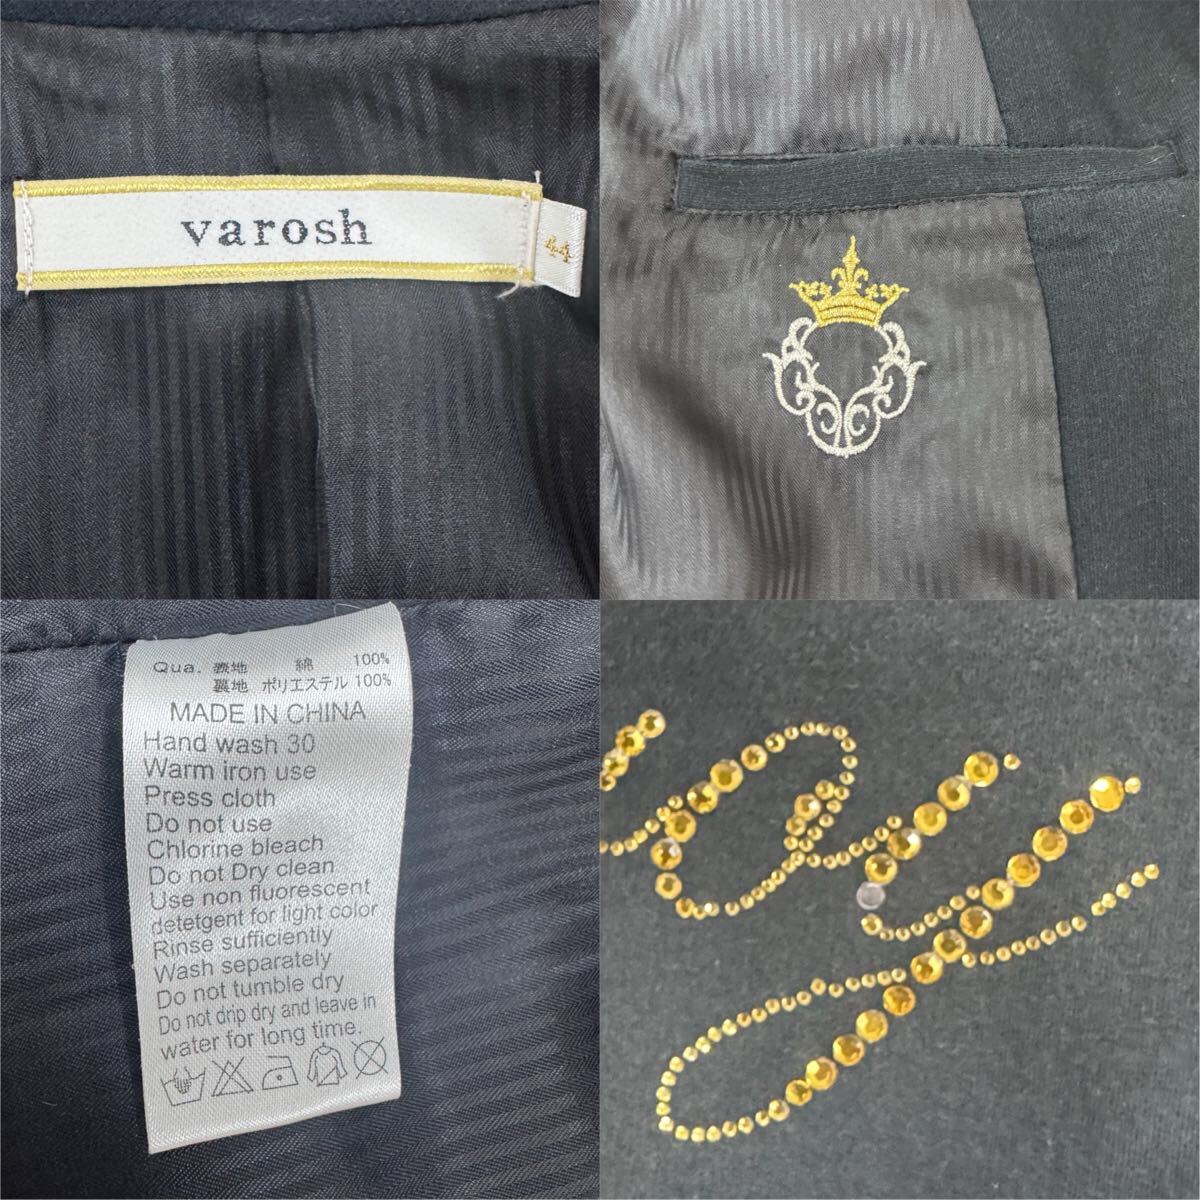 varosh
44
Qua. 表地 綿 100%
裏地 ポリエステル 100%
MADE IN CHINA
Hand wash 30
Warm iron use
Press cloth
Do not use
Chlorine bleach
Do not Dry clean
Use non fluorescent
detetgent for light color
Rinse sufficiently
Wash separately
Do not tumble dry
Do not drip dry and leave in
water for long time.